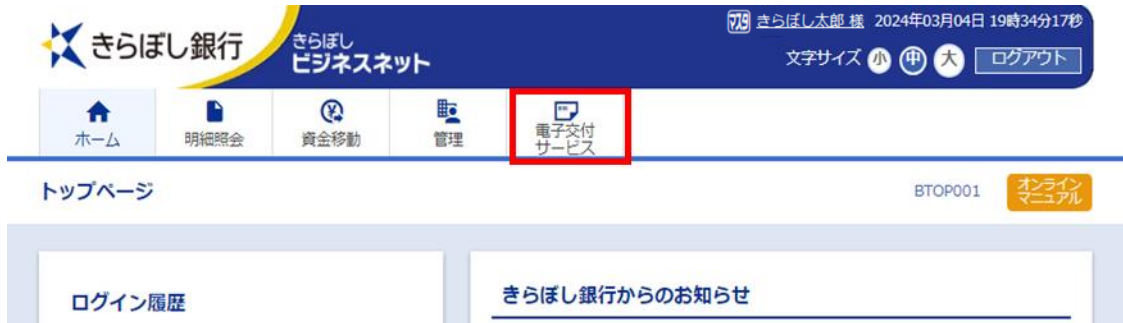 きらぼし銀行
きらぼし
ビジネスネット
マスタ きらぼし太郎 様 2024年03月04日 19時34分17秒
文字サイズ 小 中 大 ログアウト
ホーム
明細照会
資金移動
管理
電子交付
サービス
トップページ
BTOP001
オンライン
マニュアル
ログイン履歴
きらぼし銀行からのお知らせ